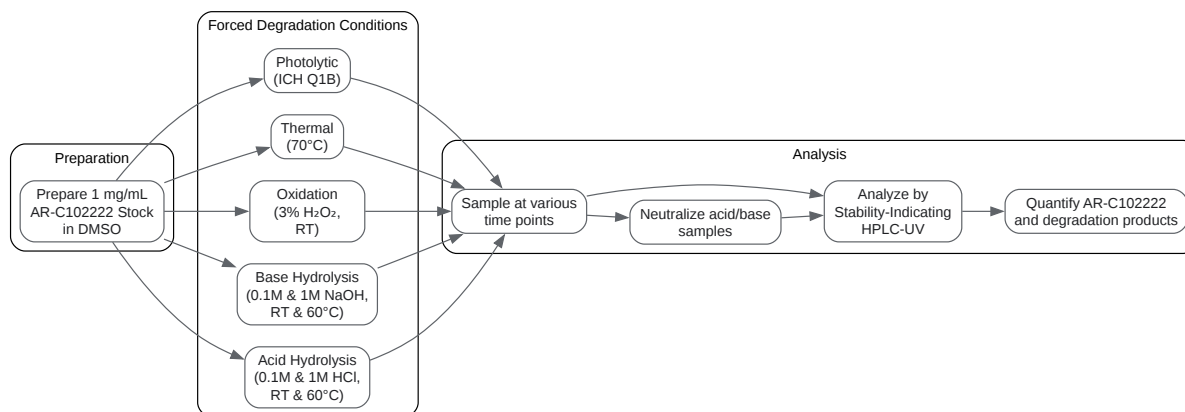 Forced Degradation Conditions
Photolytic
(ICH Q1B)
Thermal
(70°C)
Preparation
Analysis
Prepare 1 mg/mL
AR-C102222 Stock
in DMSO
Oxidation
(3% H₂O₂,
RT)
Sample at various
time points
Neutralize acid/base
samples
Analyze by
Stability-Indicating
HPLC-UV
Quantify AR-C102222
and degradation products
Base Hydrolysis
(0.1M & 1M NaOH,
RT & 60°C)
Acid Hydrolysis
(0.1M & 1M HCl,
RT & 60°C)